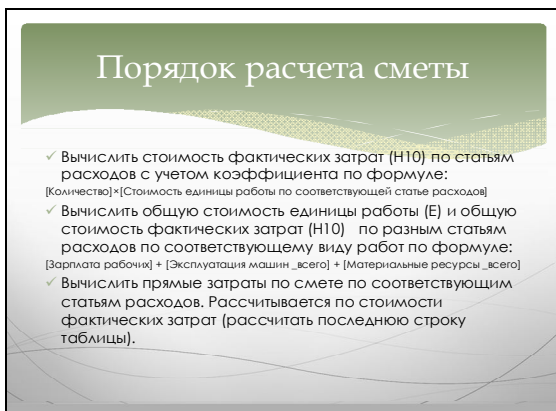 Порядок расчета сметы
Вычислить стоимость фактических затрат (Н10) по статьям
расходов с учетом коэффициента по формуле:
[Количество]×[Стоимость единицы работы по соответствующей статье расходов]
Вычислить общую стоимость единицы работы (Е) и общую
стоимость фактических затрат (Н10) по разным статьям
расходов по соответствующему виду работ по формуле:
[Зарплата рабочих] + [Эксплуатация машин _всего] + [Материальные ресурсы _всего]
Вычислить прямые затраты по смете по соответствующим
статьям расходов. Рассчитывается по стоимости
фактических затрат (рассчитать последнюю строку
таблицы).